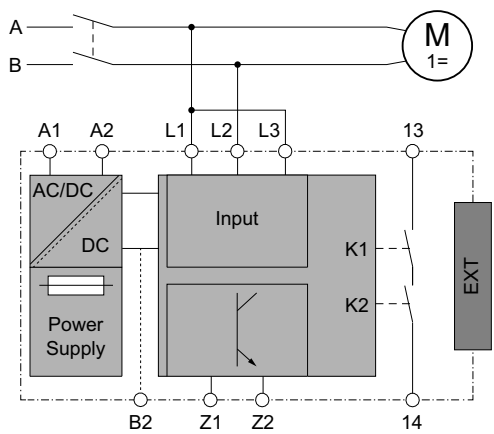 A
B
M
1=
A1 A2 L1 L2 L3 13
AC/DC
DC
Input
K1
K2
EXT
Power
Supply
B2 Z1 Z2 14